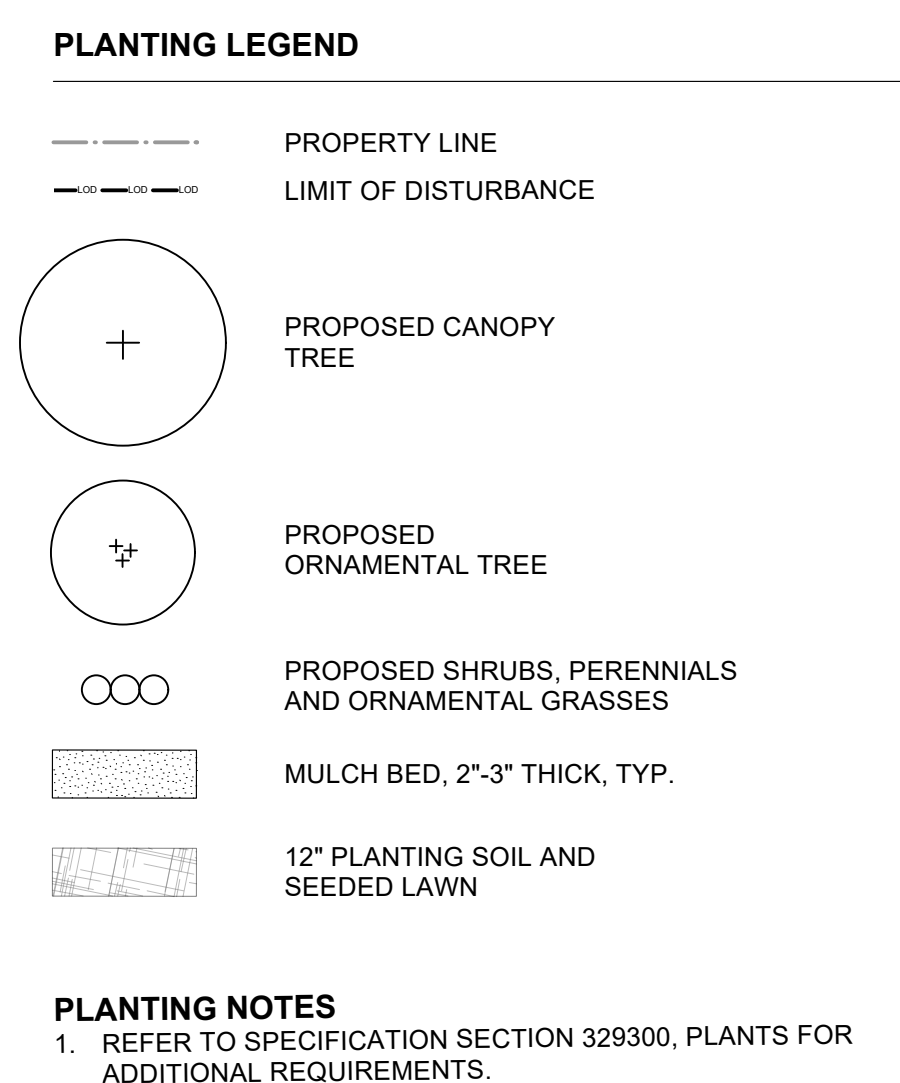 PLANTING LEGEND
PROPERTY LINE
LOD LOD LOD
LIMIT OF DISTURBANCE
PROPOSED CANOPY
TREE
PROPOSED
ORNAMENTAL TREE
PROPOSED SHRUBS, PERENNIALS
AND ORNAMENTAL GRASSES
MULCH BED, 2"-3" THICK, TYP.
12" PLANTING SOIL AND
SEEDED LAWN
PLANTING NOTES
1. REFER TO SPECIFICATION SECTION 329300, PLANTS FOR
ADDITIONAL REQUIREMENTS.